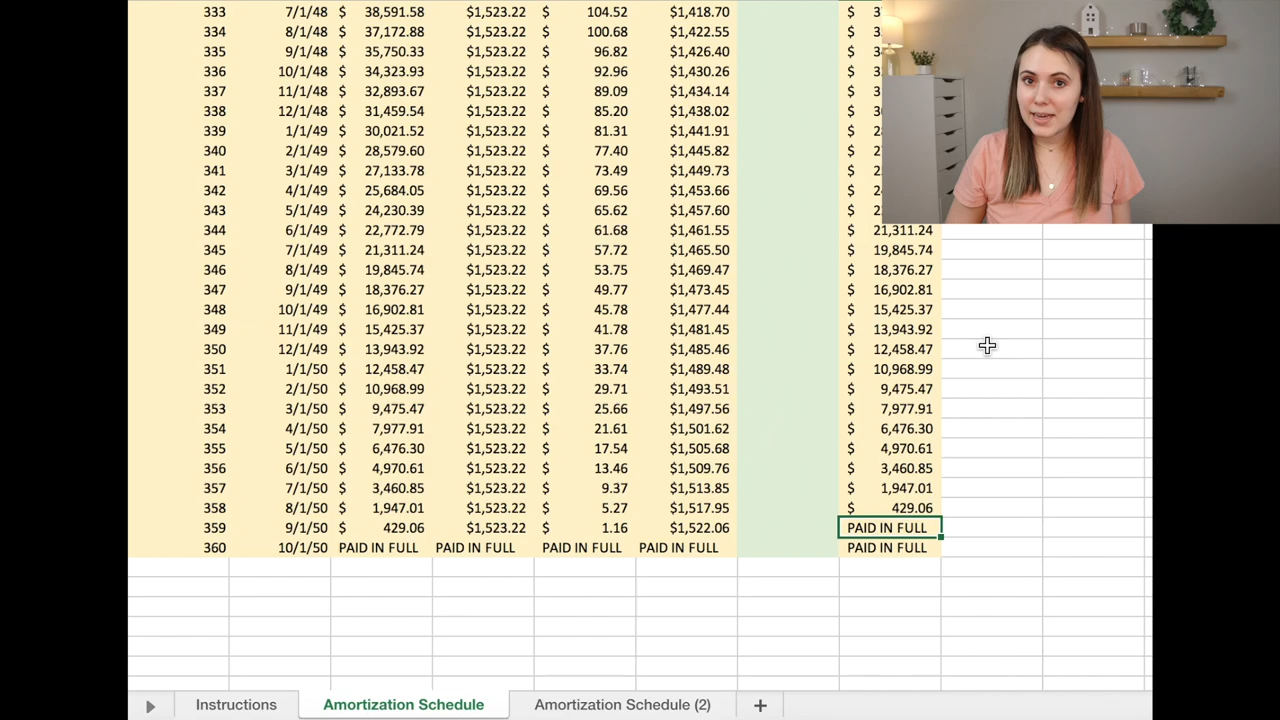 333 7/1/48 $ 38,591.58 $1,523.22 $ 104.52 $1,418.70 $
334 8/1/48 $ 37,172.88 $1,523.22 $ 100.68 $1,422.55 $
335 9/1/48 $ 35,750.33 $1,523.22 $ 96.82 $1,426.40 $
336 10/1/48 $ 34,323.93 $1,523.22 $ 92.96 $1,430.26 $
337 11/1/48 $ 32,893.67 $1,523.22 $ 89.09 $1,434.14 $
338 12/1/48 $ 31,459.54 $1,523.22 $ 85.20 $1,438.02 $
339 1/1/49 $ 30,021.52 $1,523.22 $ 81.31 $1,441.91 $
340 2/1/49 $ 28,579.60 $1,523.22 $ 77.40 $1,445.82 $
341 3/1/49 $ 27,133.78 $1,523.22 $ 73.49 $1,449.73 $
342 4/1/49 $ 25,684.05 $1,523.22 $ 69.56 $1,453.66 $
343 5/1/49 $ 24,230.39 $1,523.22 $ 65.62 $1,457.60 $
344 6/1/49 $ 22,772.79 $1,523.22 $ 61.68 $1,461.55 $ 21,311.24
345 7/1/49 $ 21,311.24 $1,523.22 $ 57.72 $1,465.50 $ 19,845.74
346 8/1/49 $ 19,845.74 $1,523.22 $ 53.75 $1,469.47 $ 18,376.27
347 9/1/49 $ 18,376.27 $1,523.22 $ 49.77 $1,473.45 $ 16,902.81
348 10/1/49 $ 16,902.81 $1,523.22 $ 45.78 $1,477.44 $ 15,425.37
349 11/1/49 $ 15,425.37 $1,523.22 $ 41.78 $1,481.45 $ 13,943.92
350 12/1/49 $ 13,943.92 $1,523.22 $ 37.76 $1,485.46 $ 12,458.47
351 1/1/50 $ 12,458.47 $1,523.22 $ 33.74 $1,489.48 $ 10,968.99
352 2/1/50 $ 10,968.99 $1,523.22 $ 29.71 $1,493.51 $ 9,475.47
353 3/1/50 $ 9,475.47 $1,523.22 $ 25.66 $1,497.56 $ 7,977.91
354 4/1/50 $ 7,977.91 $1,523.22 $ 21.61 $1,501.62 $ 6,476.30
355 5/1/50 $ 6,476.30 $1,523.22 $ 17.54 $1,505.68 $ 4,970.61
356 6/1/50 $ 4,970.61 $1,523.22 $ 13.46 $1,509.76 $ 3,460.85
357 7/1/50 $ 3,460.85 $1,523.22 $ 9.37 $1,513.85 $ 1,947.01
358 8/1/50 $ 1,947.01 $1,523.22 $ 5.27 $1,517.95 $ 429.06
359 9/1/50 $ 429.06 $1,523.22 $ 1.16 $1,522.06 PAID IN FULL
360 10/1/50 PAID IN FULL PAID IN FULL PAID IN FULL PAID IN FULL PAID IN FULL
Instructions Amortization Schedule Amortization Schedule (2) +